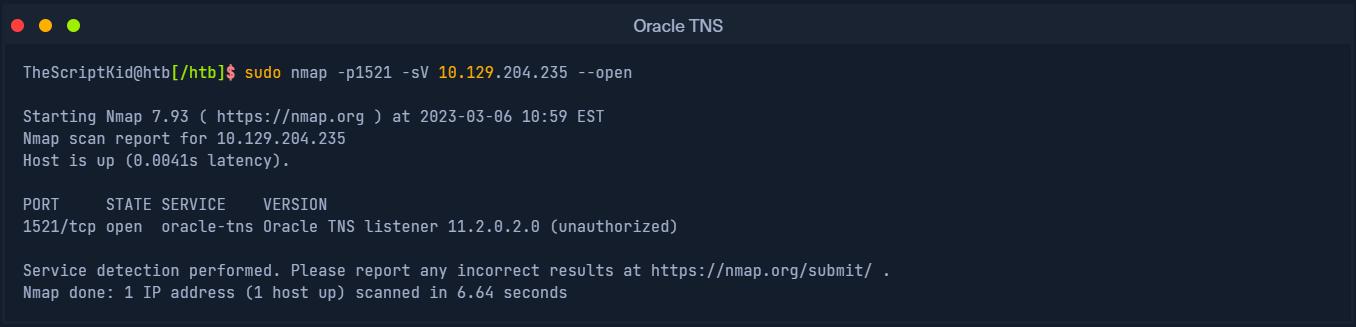 Oracle TNS
TheScriptKid@htb[/htb]$ sudo nmap -p1521 -sV 10.129.204.235 --open
Starting Nmap 7.93 ( https://nmap.org ) at 2023-03-06 10:59 EST
Nmap scan report for 10.129.204.235
Host is up (0.0041s latency).
PORT     STATE SERVICE    VERSION
1521/tcp open  oracle-tns Oracle TNS listener 11.2.0.2.0 (unauthorized)
Service detection performed. Please report any incorrect results at https://nmap.org/submit/ .
Nmap done: 1 IP address (1 host up) scanned in 6.64 seconds